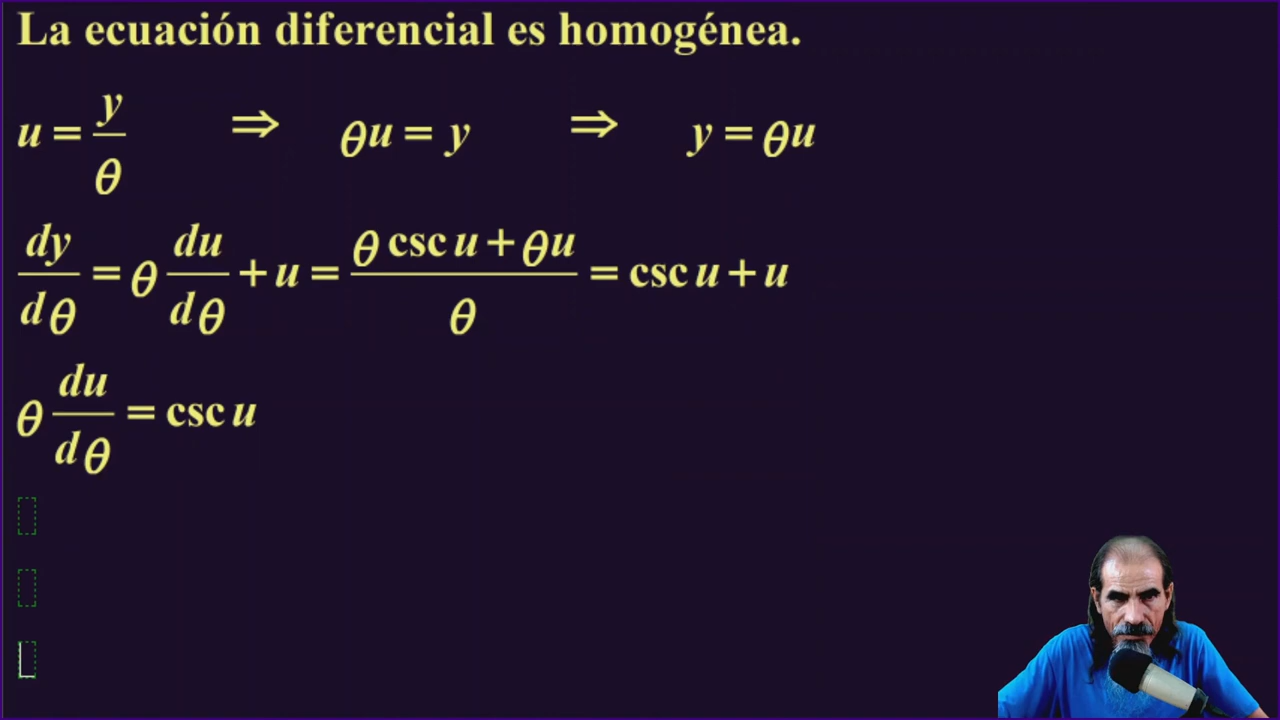 La ecuación diferencial es homogénea.
u = y/θ ⇒ θu = y ⇒ y = θu
dy/dθ = θ du/dθ + u = (θ csc u + θu)/θ = csc u + u
θ du/dθ = csc u